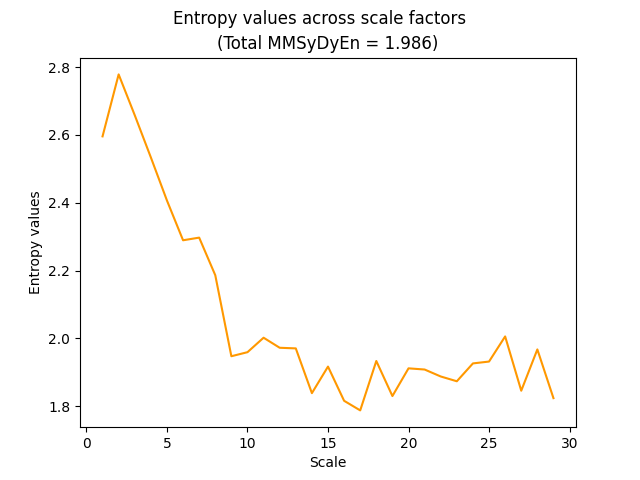 Entropy values across scale factors
(Total MMSyDyEn = 1.986)
2.8
2.6
2.4
2.2
2.0
1.8
Entropy values
0 5 10 15 20 25 30
Scale